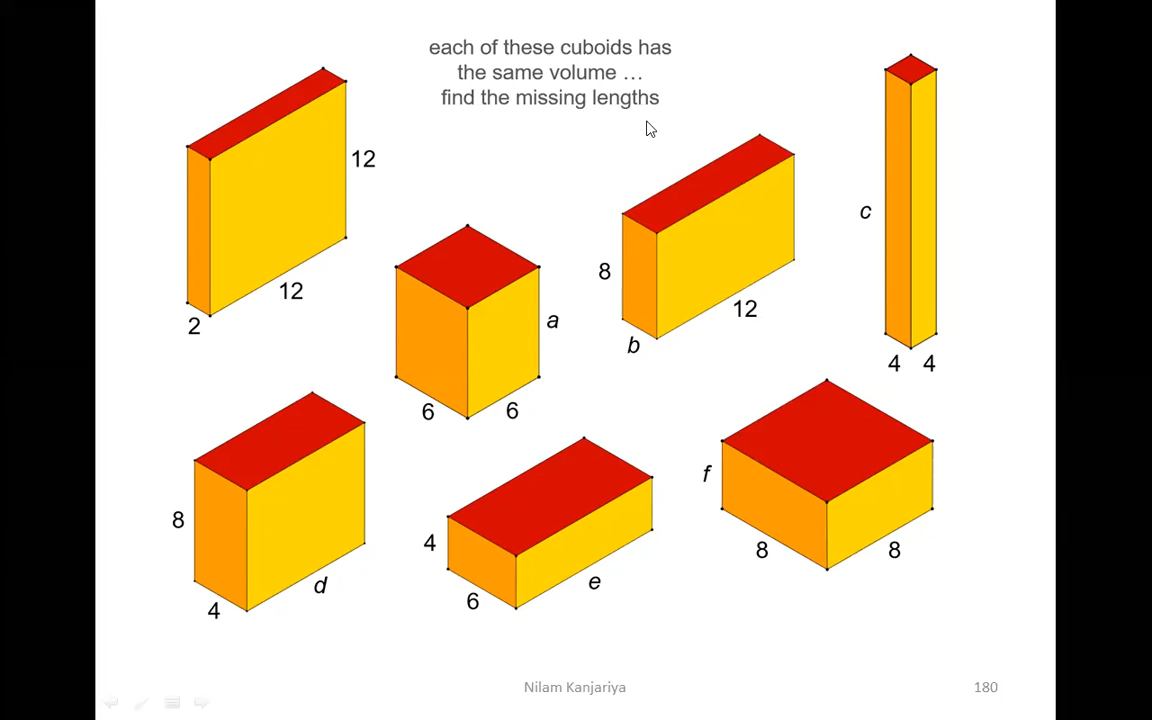 each of these cuboids has
the same volume …
find the missing lengths
12
12
2
a
6
6
8
12
b
c
4
4
8
4
d
4
6
e
f
8
8
Nilam Kanjariya
180